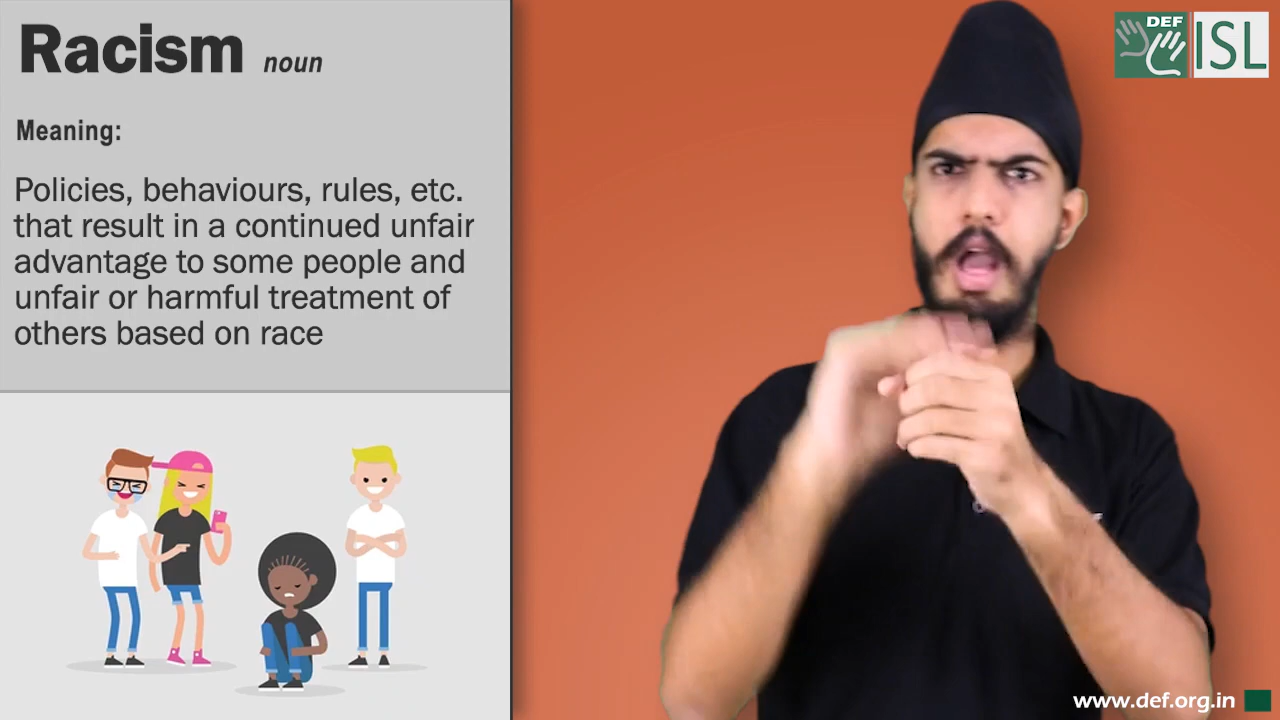 Racism noun
Meaning:
Policies, behaviours, rules, etc.
that result in a continued unfair
advantage to some people and
unfair or harmful treatment of
others based on race
DEF
ISL
www.def.org.in